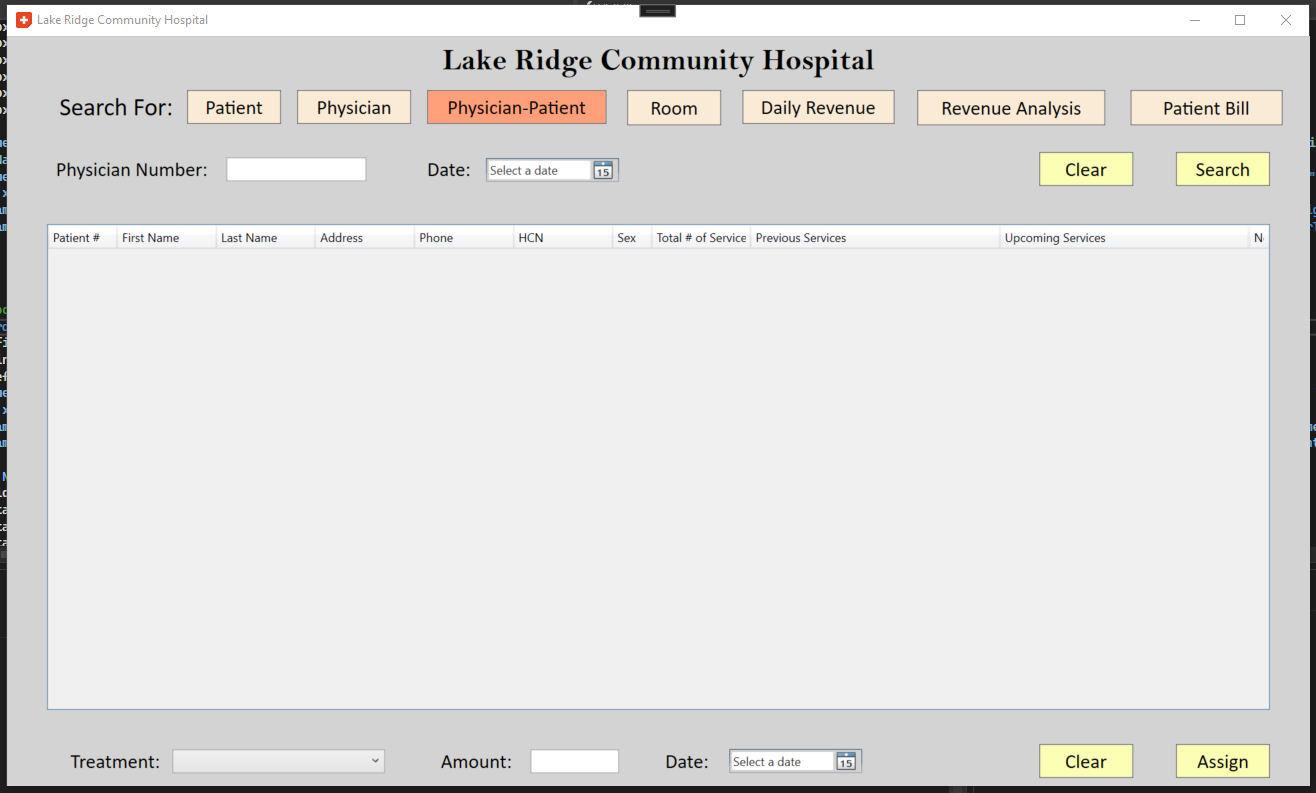 Lake Ridge Community Hospital
Lake Ridge Community Hospital
Search For: Patient Physician Physician-Patient Room Daily Revenue Revenue Analysis Patient Bill
Physician Number: Date: Select a date 15 Clear Search
Patient # First Name Last Name Address Phone HCN Sex Total # of Service Previous Services Upcoming Services
Treatment: Amount: Date: Select a date 15 Clear Assign